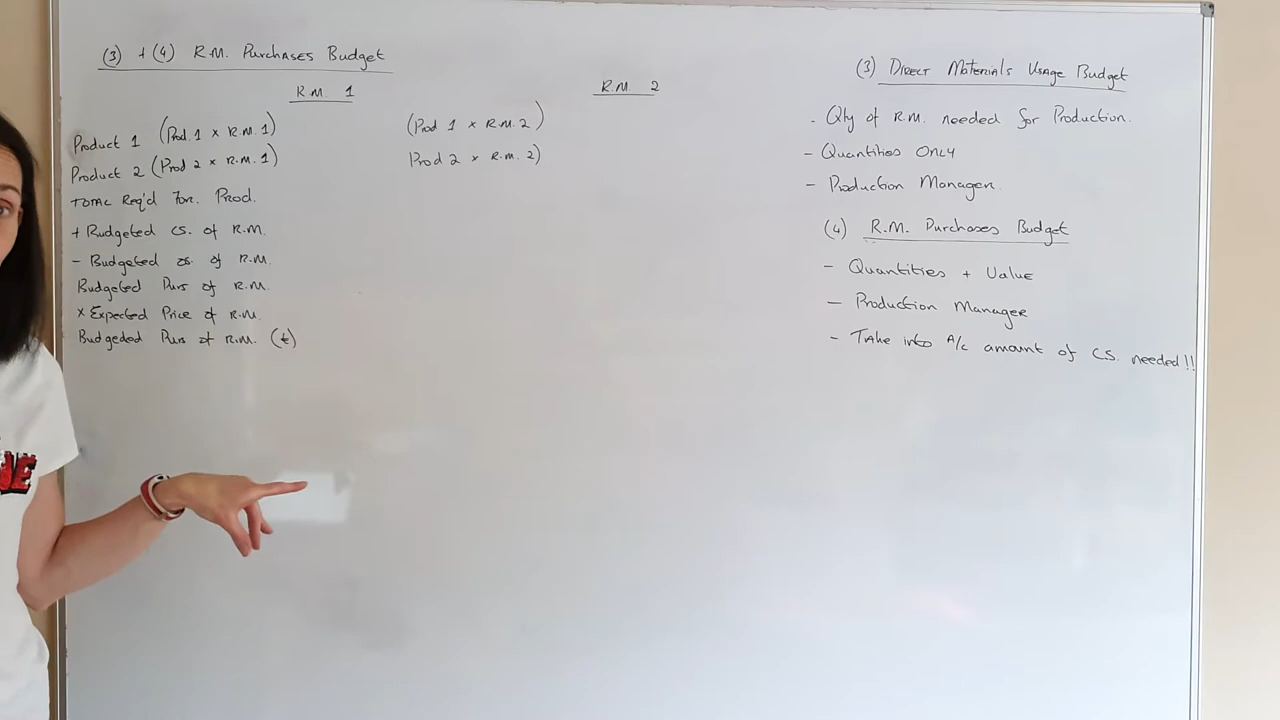 (3) + (4) R.M. Purchases Budget
R.M. 1
R.M. 2
Product 1 (Prod. 1 x R.M. 1)
(Prod 1 x R.M. 2)
Product 2 (Prod 2 x R.M. 1)
Prod 2 x R.M. 2)
TOTAL Req'd For. Prod.
+ Budgeted CS. of R.M.
- Budgeted OS. of R.M.
Budgeted Purs of R.M.
x Expected Price of R.M.
Budgeded Purs of R.M. (€)
(3) Direct Materials Usage Budget
- Qty of R.M. needed for Production.
- Quantities ONLY
- Production Manager.
(4) R.M. Purchases Budget
- Quantities + Value
- Production Manager
- Take into A/c amount of CS. needed!!